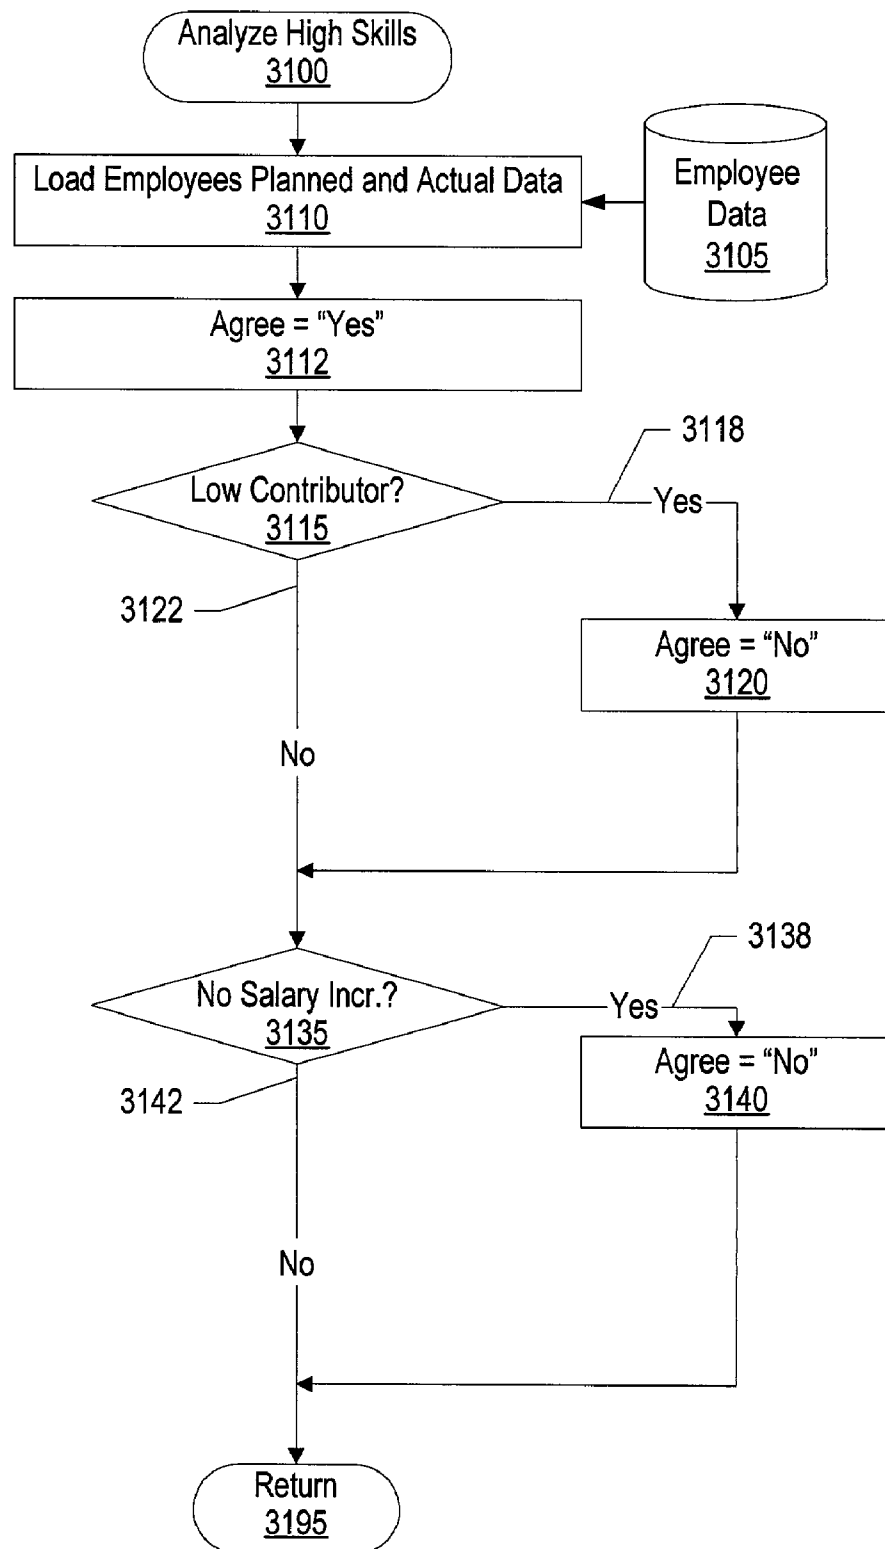 Analyze High Skills
3100
Load Employees Planned and Actual Data
3110
Employee
Data
3105
Agree = “Yes”
3112
3118
Low Contributor?
3115
Yes
3122
Agree = “No”
3120
No
3138
No Salary Incr.?
3135
Yes
3142
Agree = “No”
3140
No
Return
3195